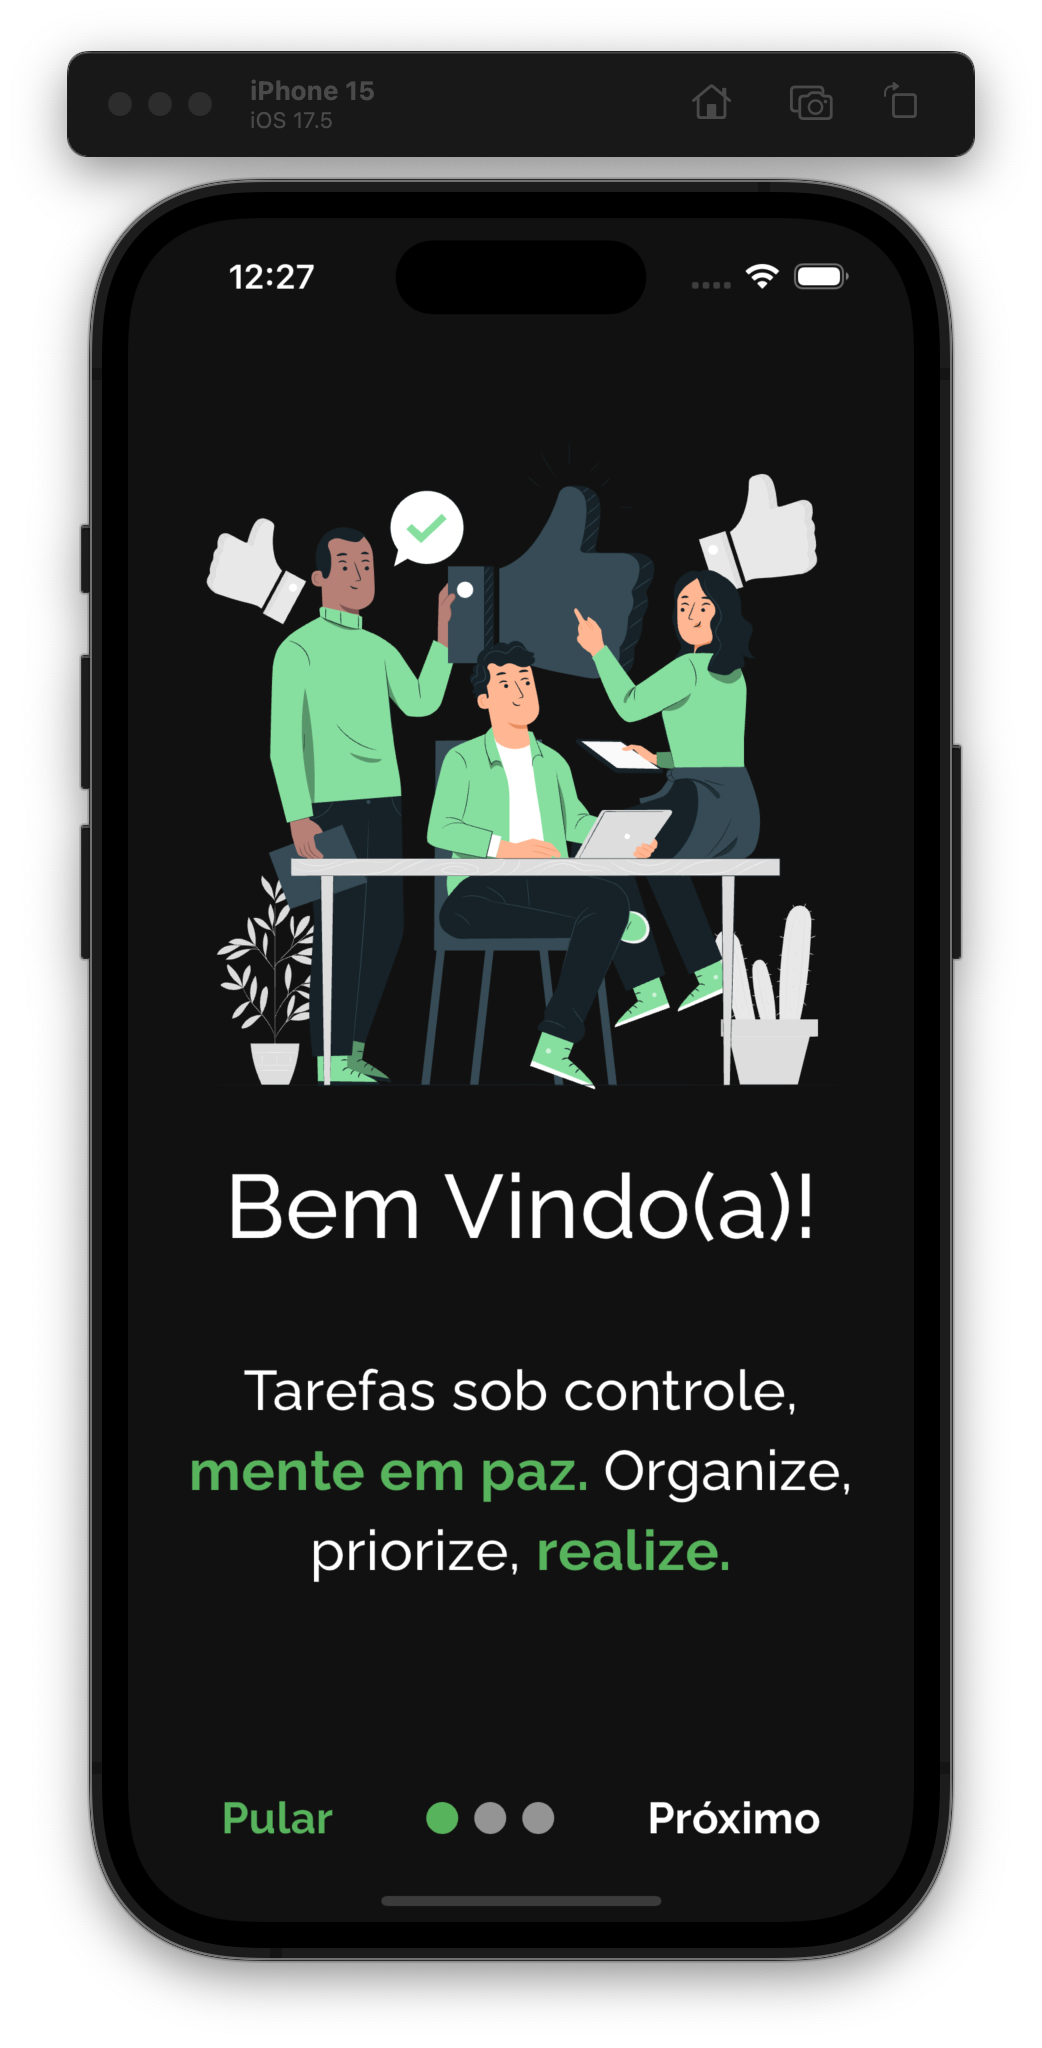 iPhone 15
iOS 17.5
12:27
Bem Vindo(a)!
Tarefas sob controle,
mente em paz. Organize,
priorize, realize.
Pular
Próximo